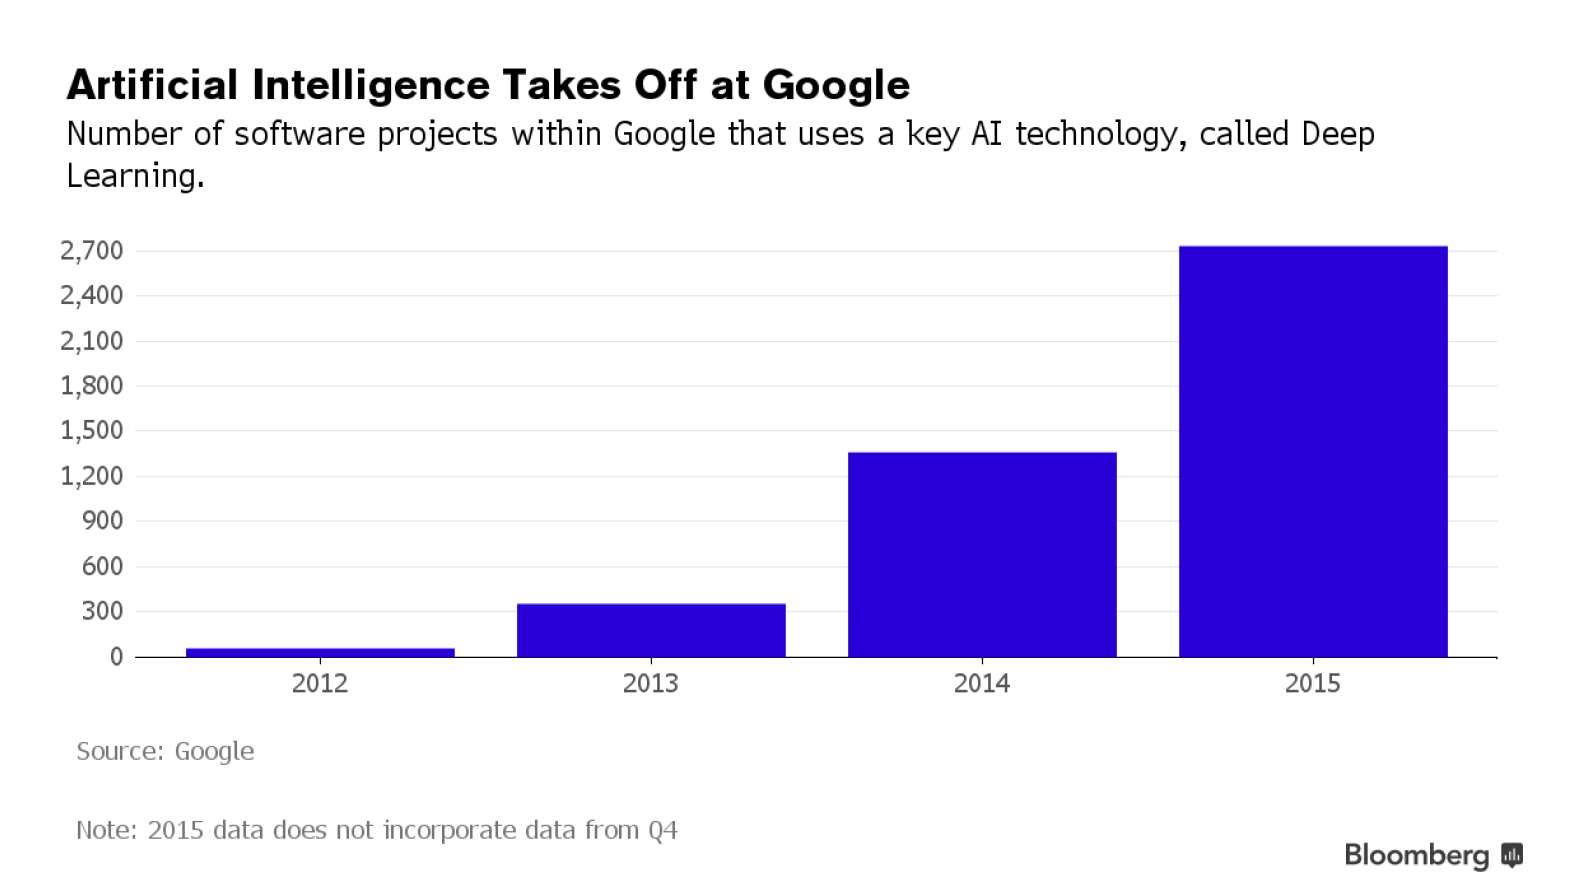 Artificial Intelligence Takes Off at Google
Number of software projects within Google that uses a key AI technology, called Deep
Learning.
2,700
2,400
2,100
1,800
1,500
1,200
900
600
300
0
2012
2013
2014
2015
Source: Google
Note: 2015 data does not incorporate data from Q4
Bloomberg